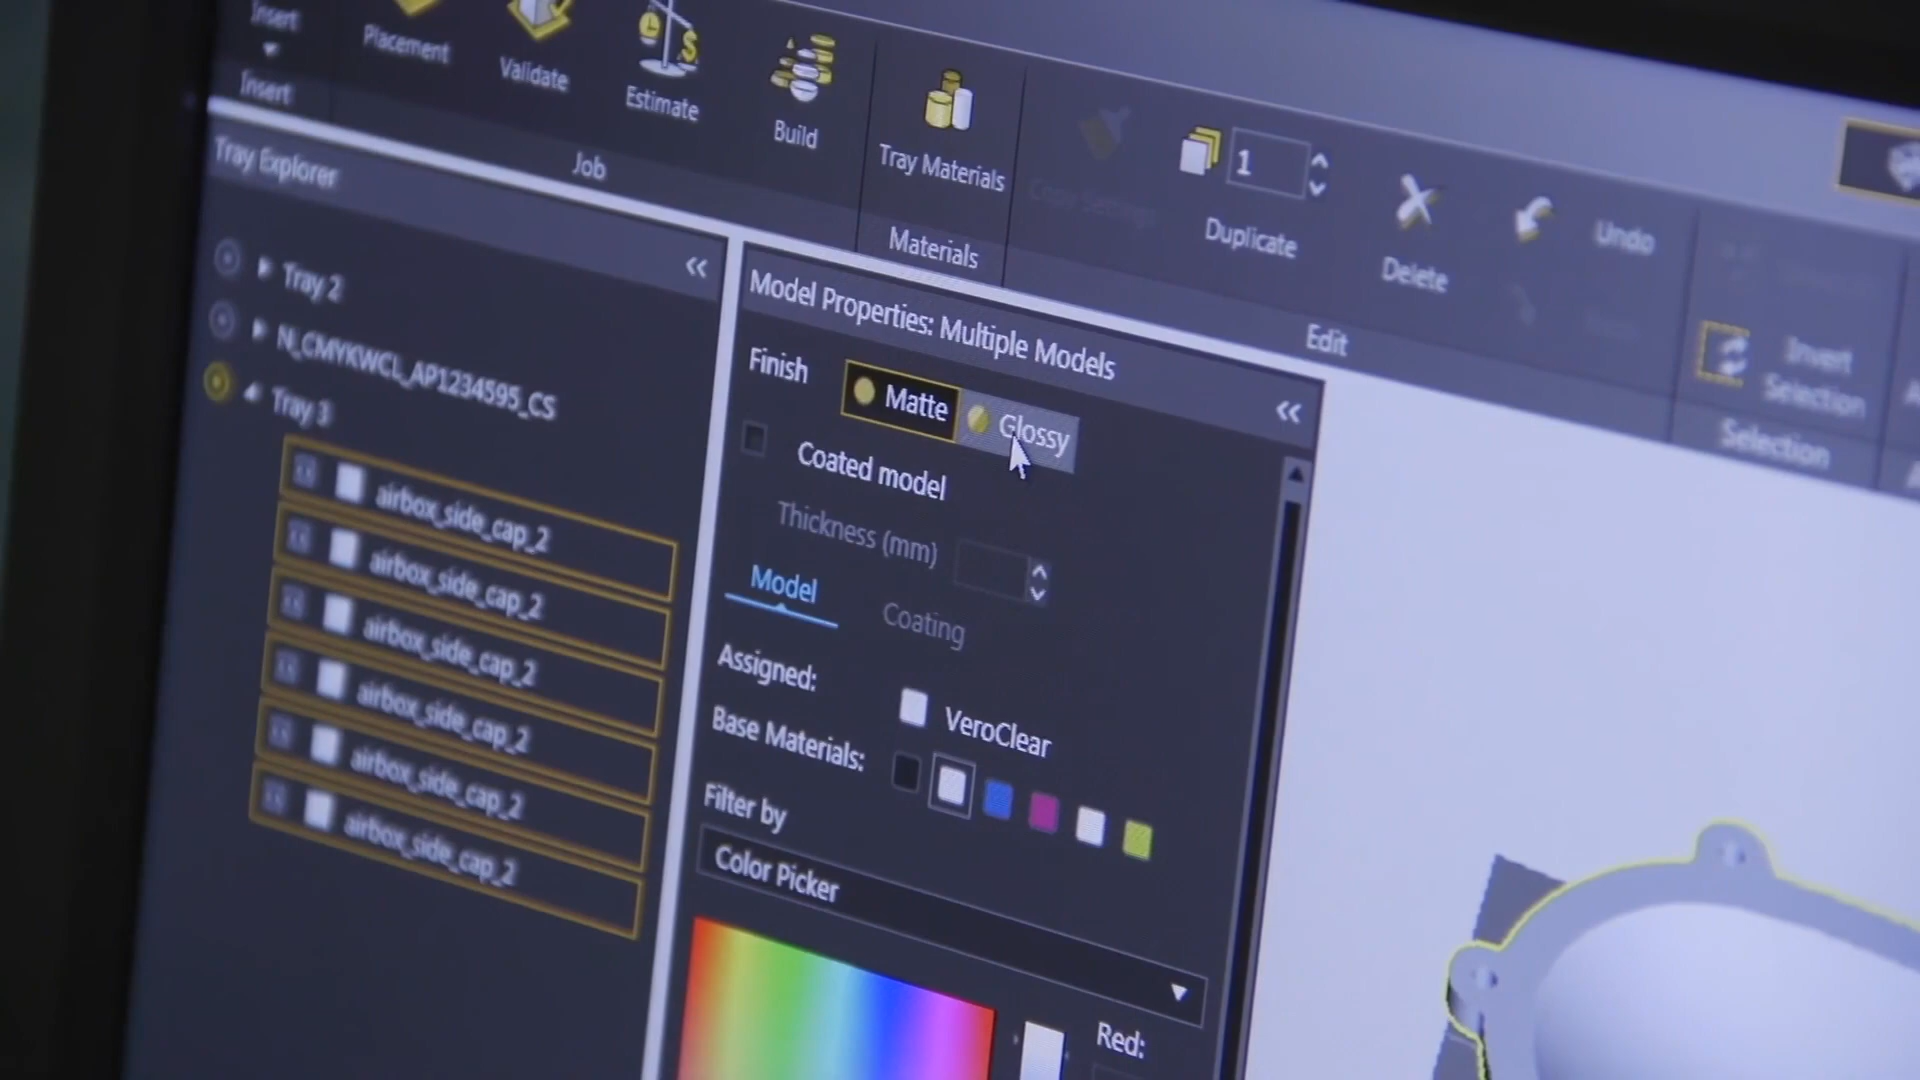 Insert
Placement
Validate
Estimate
Build
Tray Materials
1
Duplicate
Delete
Undo
Invert
Selection
Insert
Job
Materials
Edit
Selection
Tray Explorer
Tray 2
N_CMYKWCL_AP1234595_CS
Tray 3
airbox_side_cap_2
airbox_side_cap_2
airbox_side_cap_2
airbox_side_cap_2
airbox_side_cap_2
airbox_side_cap_2
Model Properties: Multiple Models
Finish Matte Glossy
Coated model
Thickness (mm)
Model Coating
Assigned: VeroClear
Base Materials:
Filter by
Color Picker
Red: